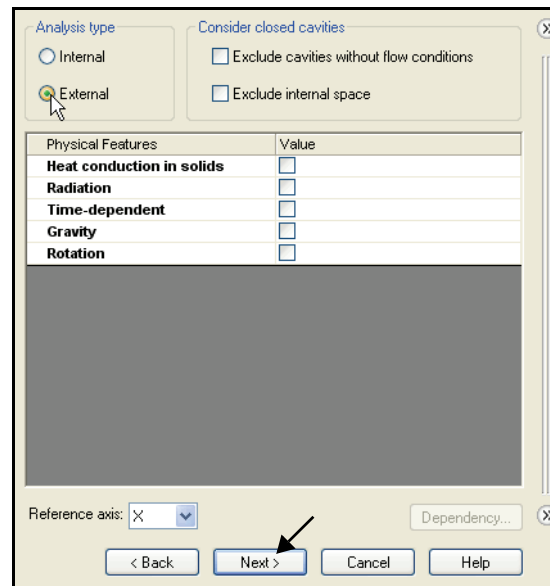 Analysis type
Internal
External
Consider closed cavities
Exclude cavities without flow conditions
Exclude internal space
Physical Features Value
Heat conduction in solids
Radiation
Time-dependent
Gravity
Rotation
Reference axis: X
Dependency...
< Back Next > Cancel Help